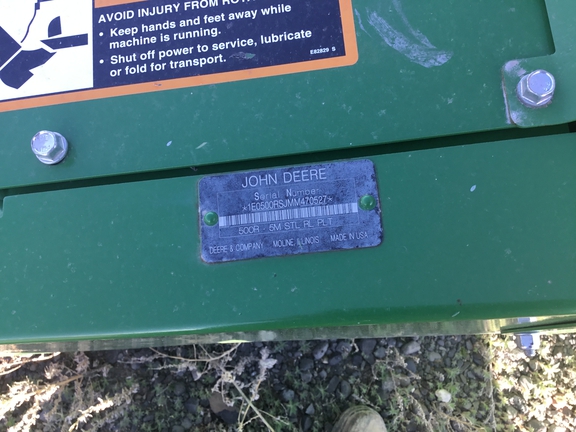 AVOID INJURY FROM
• Keep hands and feet away while
machine is running.
• Shut off power to service, lubricate
or fold for transport.
E82829 S
JOHN DEERE
Serial Number
*1E0500RSJMM470527*
500R 5M STL RL PLT
DEERE & COMPANY MOLINE, ILLINOIS MADE IN USA